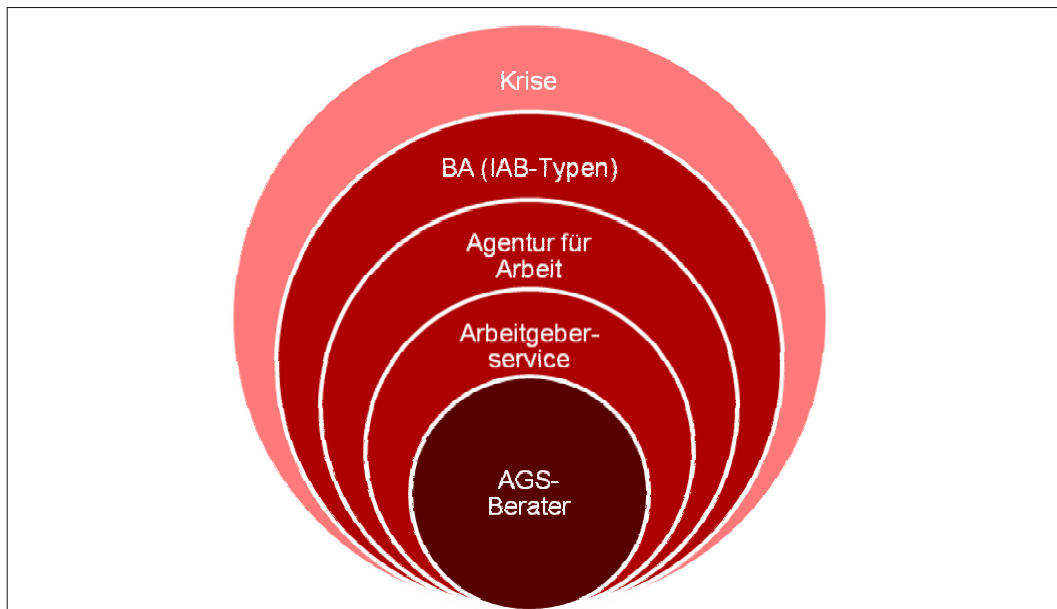 Krise
BA (IAB-Typen)
Agentur für
Arbeit
Arbeitgeber-
service
AGS-
Berater